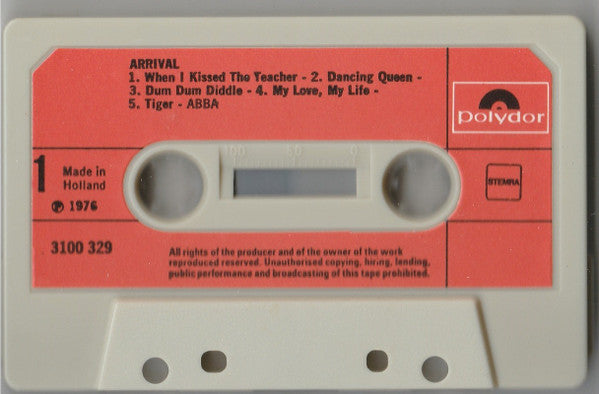 ARRIVAL
1. When I Kissed The Teacher - 2. Dancing Queen -
3. Dum Dum Diddle - 4. My Love, My Life -
5. Tiger - ABBA
polydor
100 50 0
1
Made in
Holland
℗ 1976
STEMRA
3100 329
All rights of the producer and of the owner of the work
reproduced reserved. Unauthorised copying, hiring, lending,
public performance and broadcasting of this tape prohibited.